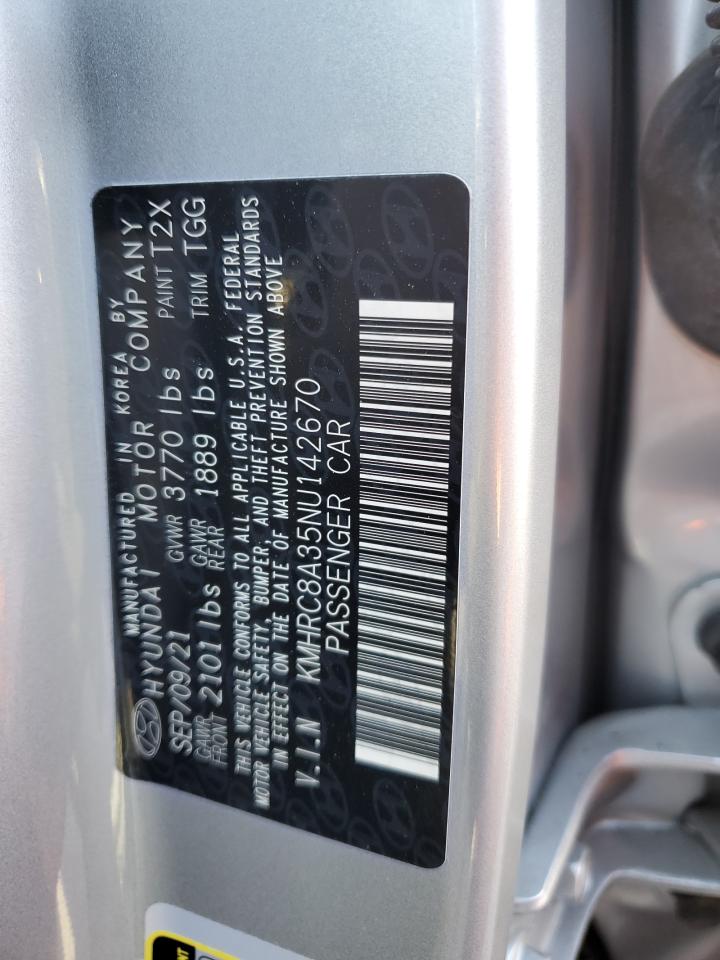 MANUFACTURED IN KOREA BY
HYUNDAI MOTOR COMPANY
SEP/09/21 GVWR 3770 lbs PAINT T2X
GAWR FRONT 2101 lbs GAWR REAR 1889 lbs TRIM TGG
THIS VEHICLE CONFORMS TO ALL APPLICABLE U.S.A. FEDERAL
MOTOR VEHICLE SAFETY, BUMPER, AND THEFT PREVENTION STANDARDS
IN EFFECT ON THE DATE OF MANUFACTURE SHOWN ABOVE
V.I.N KMHRC8A35NU142670
PASSENGER CAR